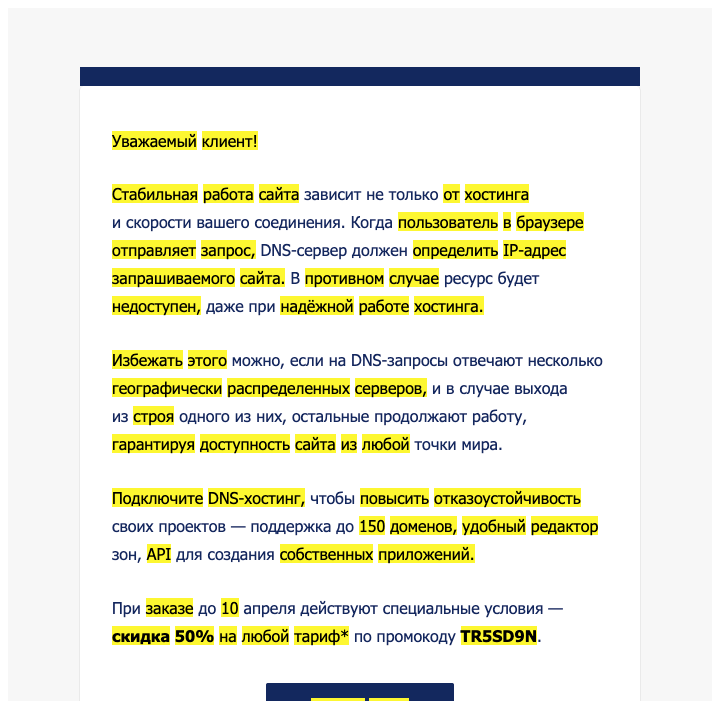 Уважаемый клиент!
Стабильная работа сайта зависит не только от хостинга
и скорости вашего соединения. Когда пользователь в браузере
отправляет запрос, DNS-сервер должен определить IP-адрес
запрашиваемого сайта. В противном случае ресурс будет
недоступен, даже при надёжной работе хостинга.
Избежать этого можно, если на DNS-запросы отвечают несколько
географически распределенных серверов, и в случае выхода
из строя одного из них, остальные продолжают работу,
гарантируя доступность сайта из любой точки мира.
Подключите DNS-хостинг, чтобы повысить отказоустойчивость
своих проектов — поддержка до 150 доменов, удобный редактор
зон, API для создания собственных приложений.
При заказе до 10 апреля действуют специальные условия —
скидка 50% на любой тариф* по промокоду TR5SD9N.